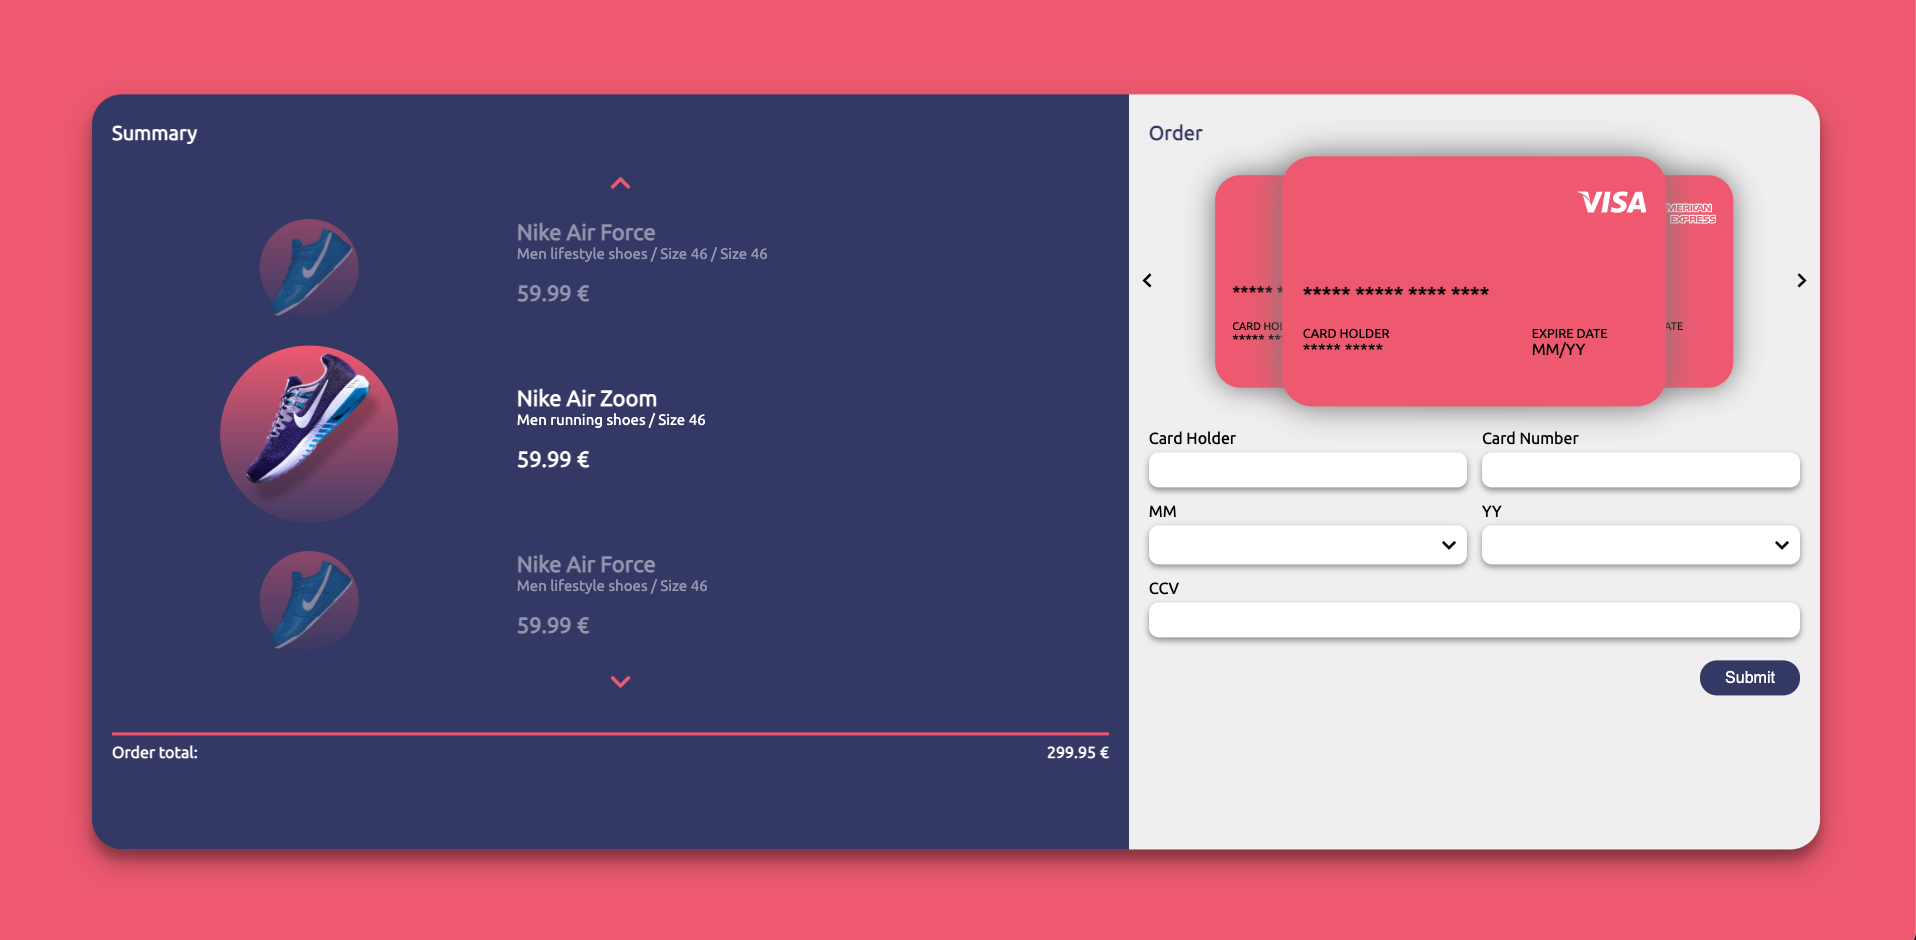 Summary
Nike Air Force
Men lifestyle shoes / Size 46 / Size 46
59.99 €
Nike Air Zoom
Men running shoes / Size 46
59.99 €
Nike Air Force
Men lifestyle shoes / Size 46
59.99 €
Order total: 299.95 €
Order
VISA
MERICAN
EXPRESS
***** *
***** ***** **** ****
CARD HOL
***** **
CARD HOLDER
***** *****
EXPIRE DATE
MM/YY
ATE
Card Holder
Card Number
MM
YY
CCV
Submit